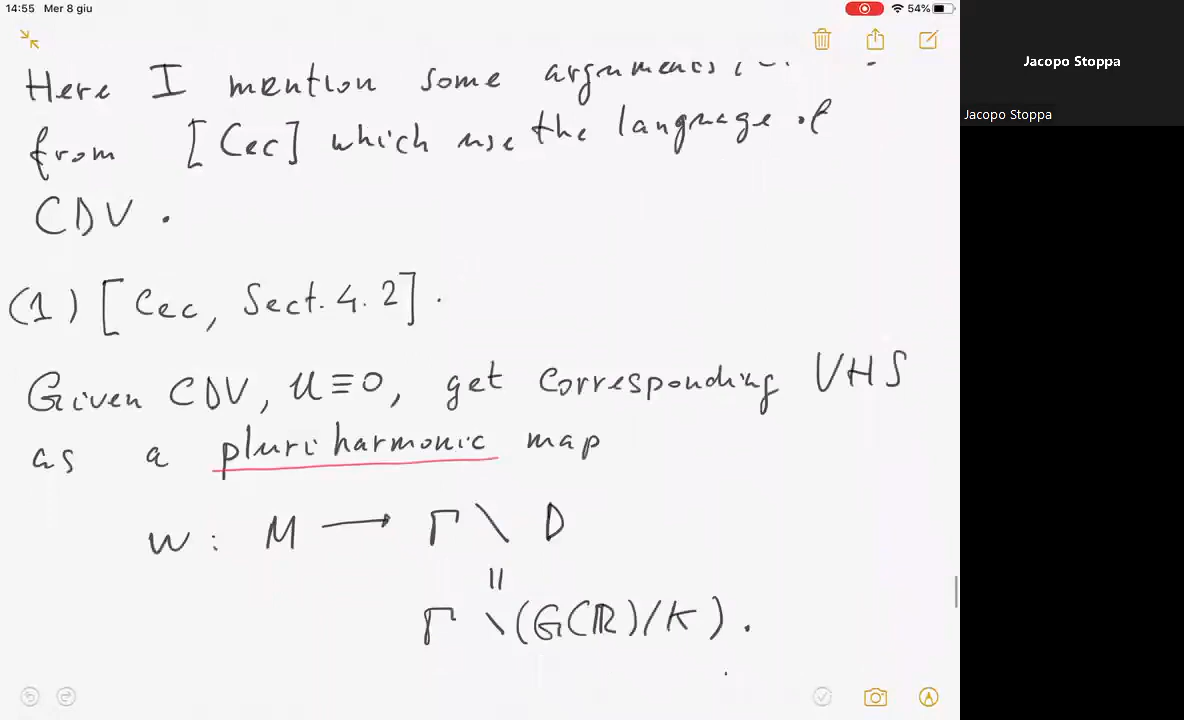 14:55 Mer 8 giu
54%
Jacopo Stoppa
Jacopo Stoppa
Here I mention some arguments
from [Cec] which use the language of
CDV.
(1) [Cec, Sect. 4.2].
Given CDV, U≡0, get corresponding VHS
as a pluriharmonic map
w: M ⟶ Γ \ D
||
Γ \ (G(R)/K).